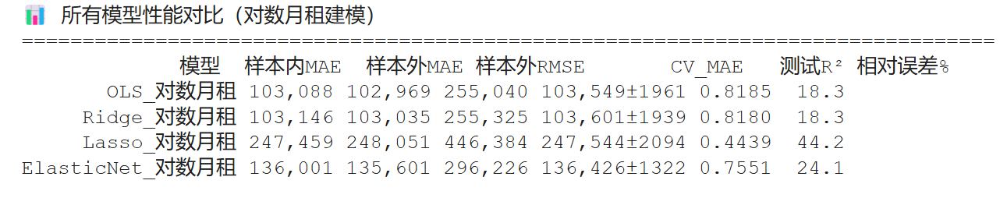 📊 所有模型性能对比（对数月租建模）
================================================================================
模型 样本内MAE 样本外MAE 样本外RMSE CV_MAE 测试R² 相对误差%
OLS_对数月租 103,088 102,969 255,040 103,549±1961 0.8185 18.3
Ridge_对数月租 103,146 103,035 255,325 103,601±1939 0.8180 18.3
Lasso_对数月租 247,459 248,051 446,384 247,544±2094 0.4439 44.2
ElasticNet_对数月租 136,001 135,601 296,226 136,426±1322 0.7551 24.1